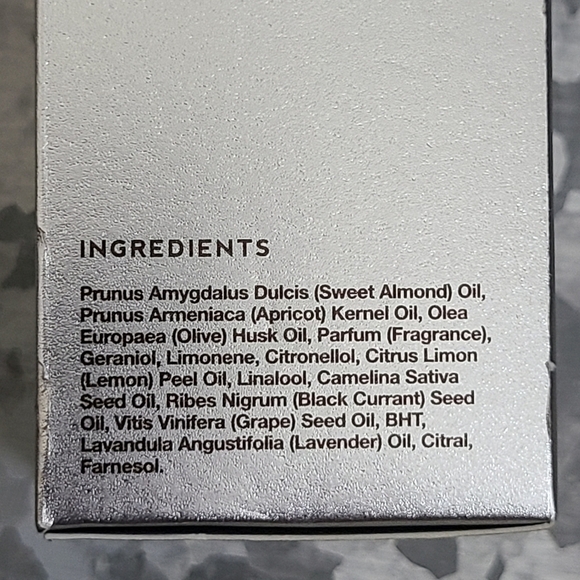 INGREDIENTS
Prunus Amygdalus Dulcis (Sweet Almond) Oil,
Prunus Armeniaca (Apricot) Kernel Oil, Olea
Europaea (Olive) Husk Oil, Parfum (Fragrance),
Geraniol, Limonene, Citronellol, Citrus Limon
(Lemon) Peel Oil, Linalool, Camelina Sativa
Seed Oil, Ribes Nigrum (Black Currant) Seed
Oil, Vitis Vinifera (Grape) Seed Oil, BHT,
Lavandula Angustifolia (Lavender) Oil, Citral,
Farnesol.